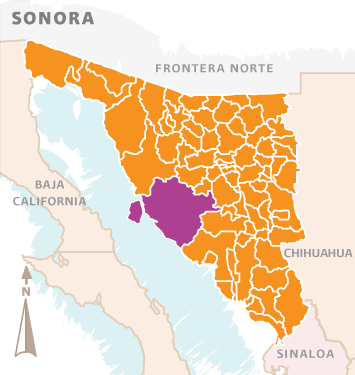 SONORA
FRONTERA NORTE
BAJA
CALIFORNIA
CHIHUAHUA
N
SINALOA